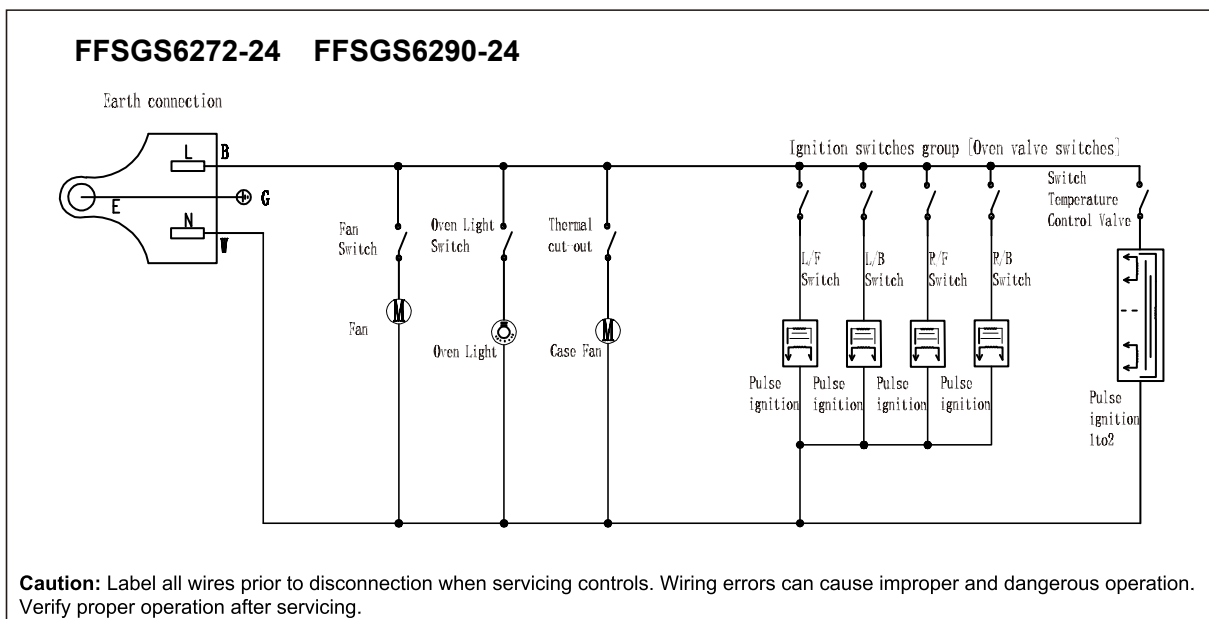 FFSGS6272-24 FFSGS6290-24
Earth connection
L
B
E
G
N
W
Ignition switches group [Oven valve switches]
Switch
Temperature
Control Valve
Fan
Switch
Oven Light
Switch
Thermal
cut-out
L/F
Switch
L/B
Switch
R/F
Switch
R/B
Switch
M
Fan
Oven Light
M
Case Fan
Pulse
ignition
Pulse
ignition
Pulse
ignition
Pulse
ignition
Pulse
ignition
1to2
Caution: Label all wires prior to disconnection when servicing controls. Wiring errors can cause improper and dangerous operation.
Verify proper operation after servicing.